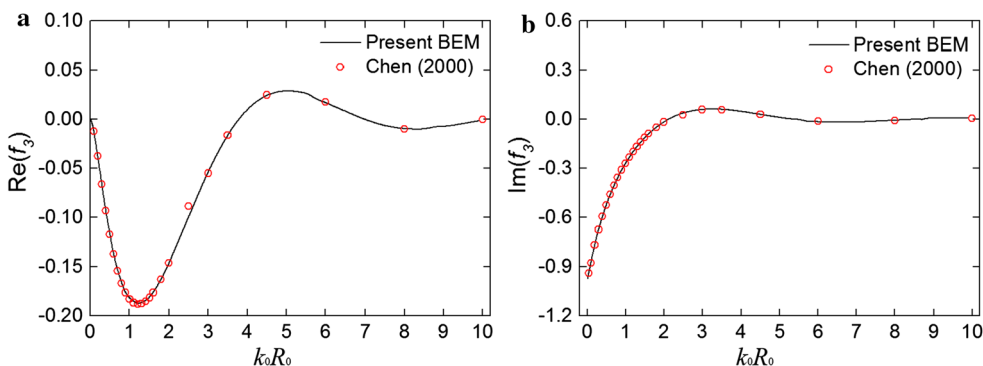 a
0.10
0.05
0.00
-0.05
-0.10
-0.15
-0.20
Re(f₃)
Present BEM
Chen (2000)
0 1 2 3 4 5 6 7 8 9 10
k₀R₀
b
0.6
0.3
0.0
-0.3
-0.6
-0.9
-1.2
Im(f₃)
Present BEM
Chen (2000)
0 1 2 3 4 5 6 7 8 9 10
k₀R₀